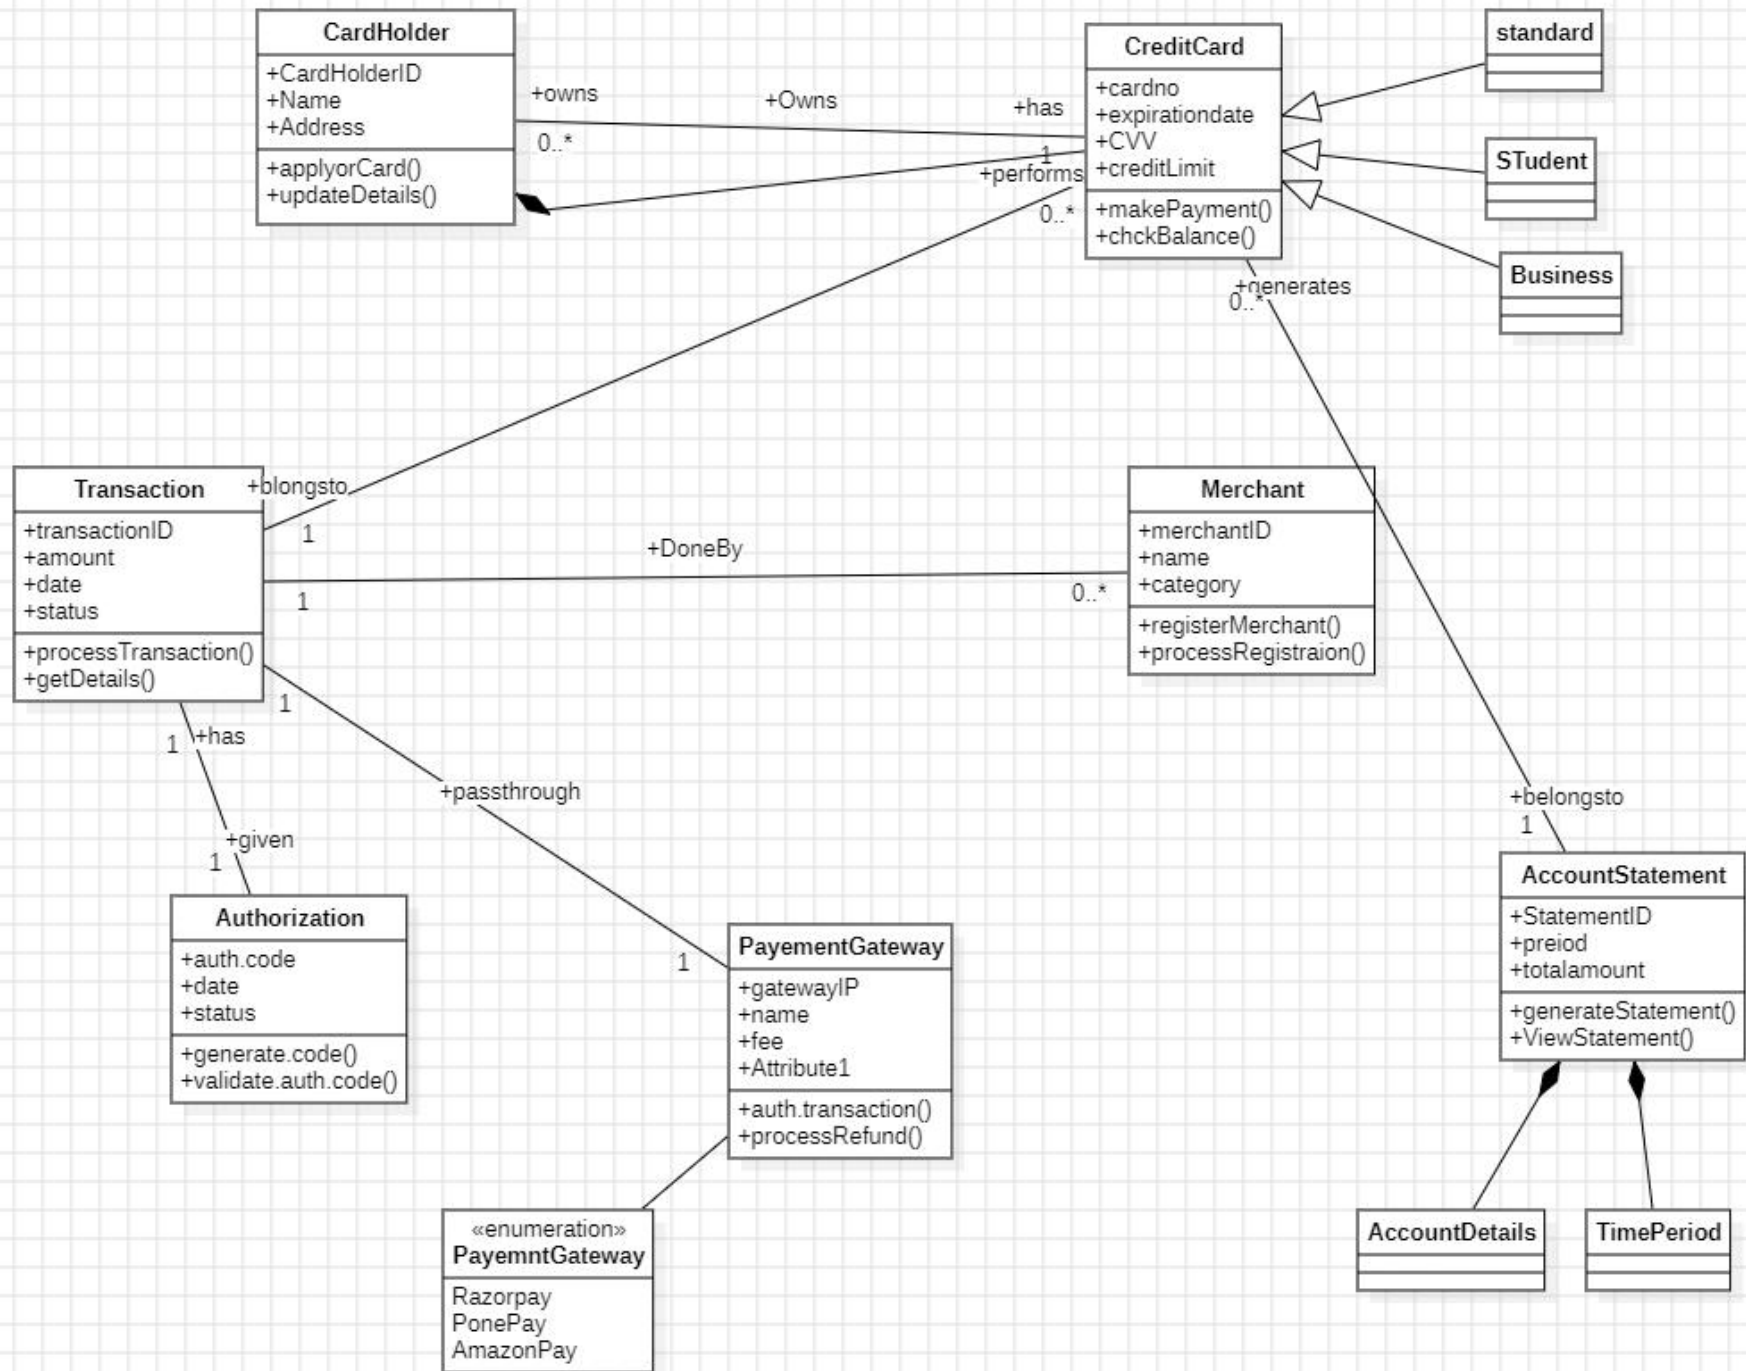 CardHolder
+CardHolderID
+Name
+Address
+applyorCard()
+updateDetails()
+owns
0..*
+Owns
+has
1
+performs
0..*
CreditCard
+cardno
+expirationdate
+CVV
+creditLimit
+makePayment()
+chckBalance()
standard
STudent
Business
+generates
0..*
Transaction
+transactionID
+amount
+date
+status
+processTransaction()
+getDetails()
+blongsto
1
+DoneBy
1
0..*
Merchant
+merchantID
+name
+category
+registerMerchant()
+processRegistraion()
1
+has
1
+passthrough
+given
1
1
+belongsto
1
Authorization
+auth.code
+date
+status
+generate.code()
+validate.auth.code()
PayementGateway
+gatewayIP
+name
+fee
+Attribute1
+auth.transaction()
+processRefund()
AccountStatement
+StatementID
+preiod
+totalamount
+generateStatement()
+ViewStatement()
«enumeration»
PayemntGateway
Razorpay
PonePay
AmazonPay
AccountDetails
TimePeriod